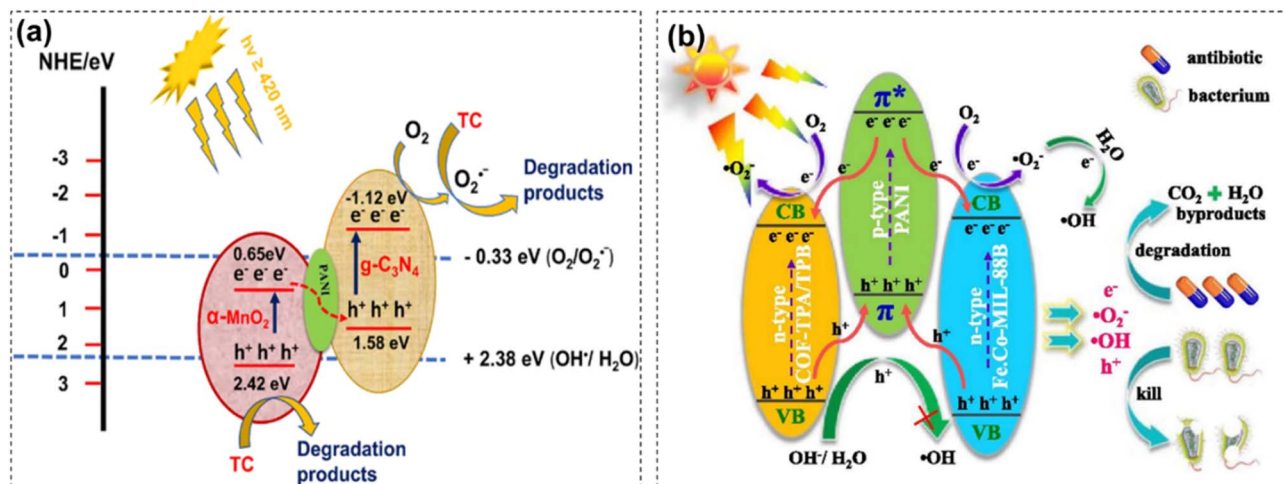 (a)
NHE/eV
hν ≥ 420 nm
-3
-2
-1
0
1
2
3
O₂
TC
O₂•⁻
Degradation
products
-1.12 eV
e⁻ e⁻ e⁻
g-C₃N₄
h⁺ h⁺ h⁺
1.58 eV
PANI
0.65eV
e⁻ e⁻ e⁻
α-MnO₂
h⁺ h⁺ h⁺
2.42 eV
- 0.33 eV (O₂/O₂•⁻)
+ 2.38 eV (OH•/ H₂O)
TC
Degradation
products
(b)
antibiotic
bacterium
O₂
•O₂⁻
e⁻
π*
e⁻ e⁻ e⁻
p-type
PANI
h⁺ h⁺ h⁺
π
e⁻
O₂
e⁻
•O₂⁻
H₂O
e⁻
•OH
CB
e⁻ e⁻ e⁻
n-type
COF-TPA/TPB
h⁺ h⁺ h⁺
VB
h⁺
CB
e⁻ e⁻ e⁻
n-type
Fe.Co-MIL-88B
h⁺ h⁺ h⁺
VB
h⁺
h⁺
OH⁻/ H₂O
•OH
e⁻
•O₂⁻
•OH
h⁺
CO₂ + H₂O
byproducts
degradation
kill